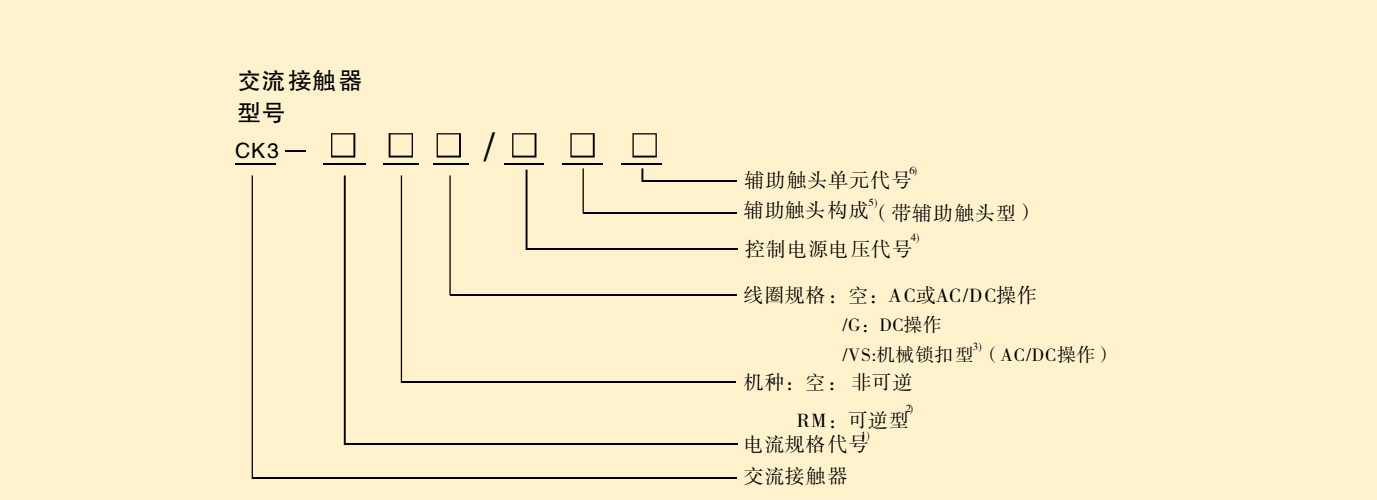 交流接触器
型号
CK3— □ □ □ / □ □ □
辅助触头单元代号6)
辅助触头构成5)(带辅助触头型)
控制电源电压代号4)
线圈规格：空：AC或AC/DC操作
/G：DC操作
/VS:机械锁扣型3)（AC/DC操作）
机种：空：非可逆
RM：可逆型2)
电流规格代号1)
交流接触器